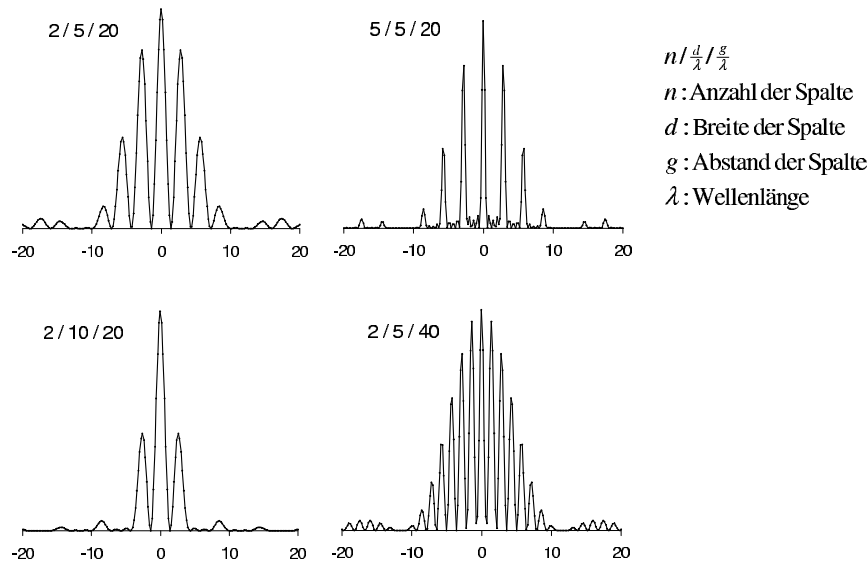 2 / 5 / 20
-20 -10 0 10 20
5 / 5 / 20
-20 -10 0 10 20
n / d/λ / g/λ
n : Anzahl der Spalte
d : Breite der Spalte
g : Abstand der Spalte
λ : Wellenlänge
2 / 10 / 20
-20 -10 0 10 20
2 / 5 / 40
-20 -10 0 10 20